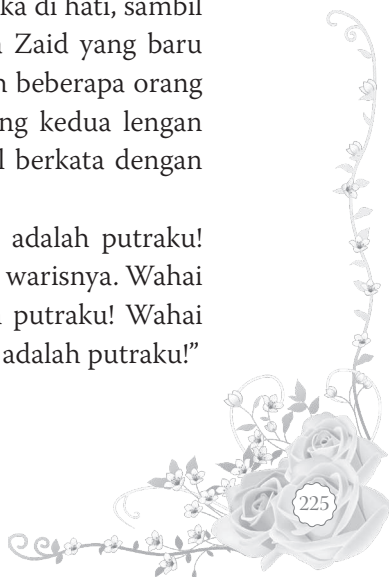 ka di hati, sambil
Zaid yang baru
n beberapa orang
ng kedua lengan
l berkata dengan
adalah putraku!
warisnya. Wahai
putraku! Wahai
adalah putraku!”
225